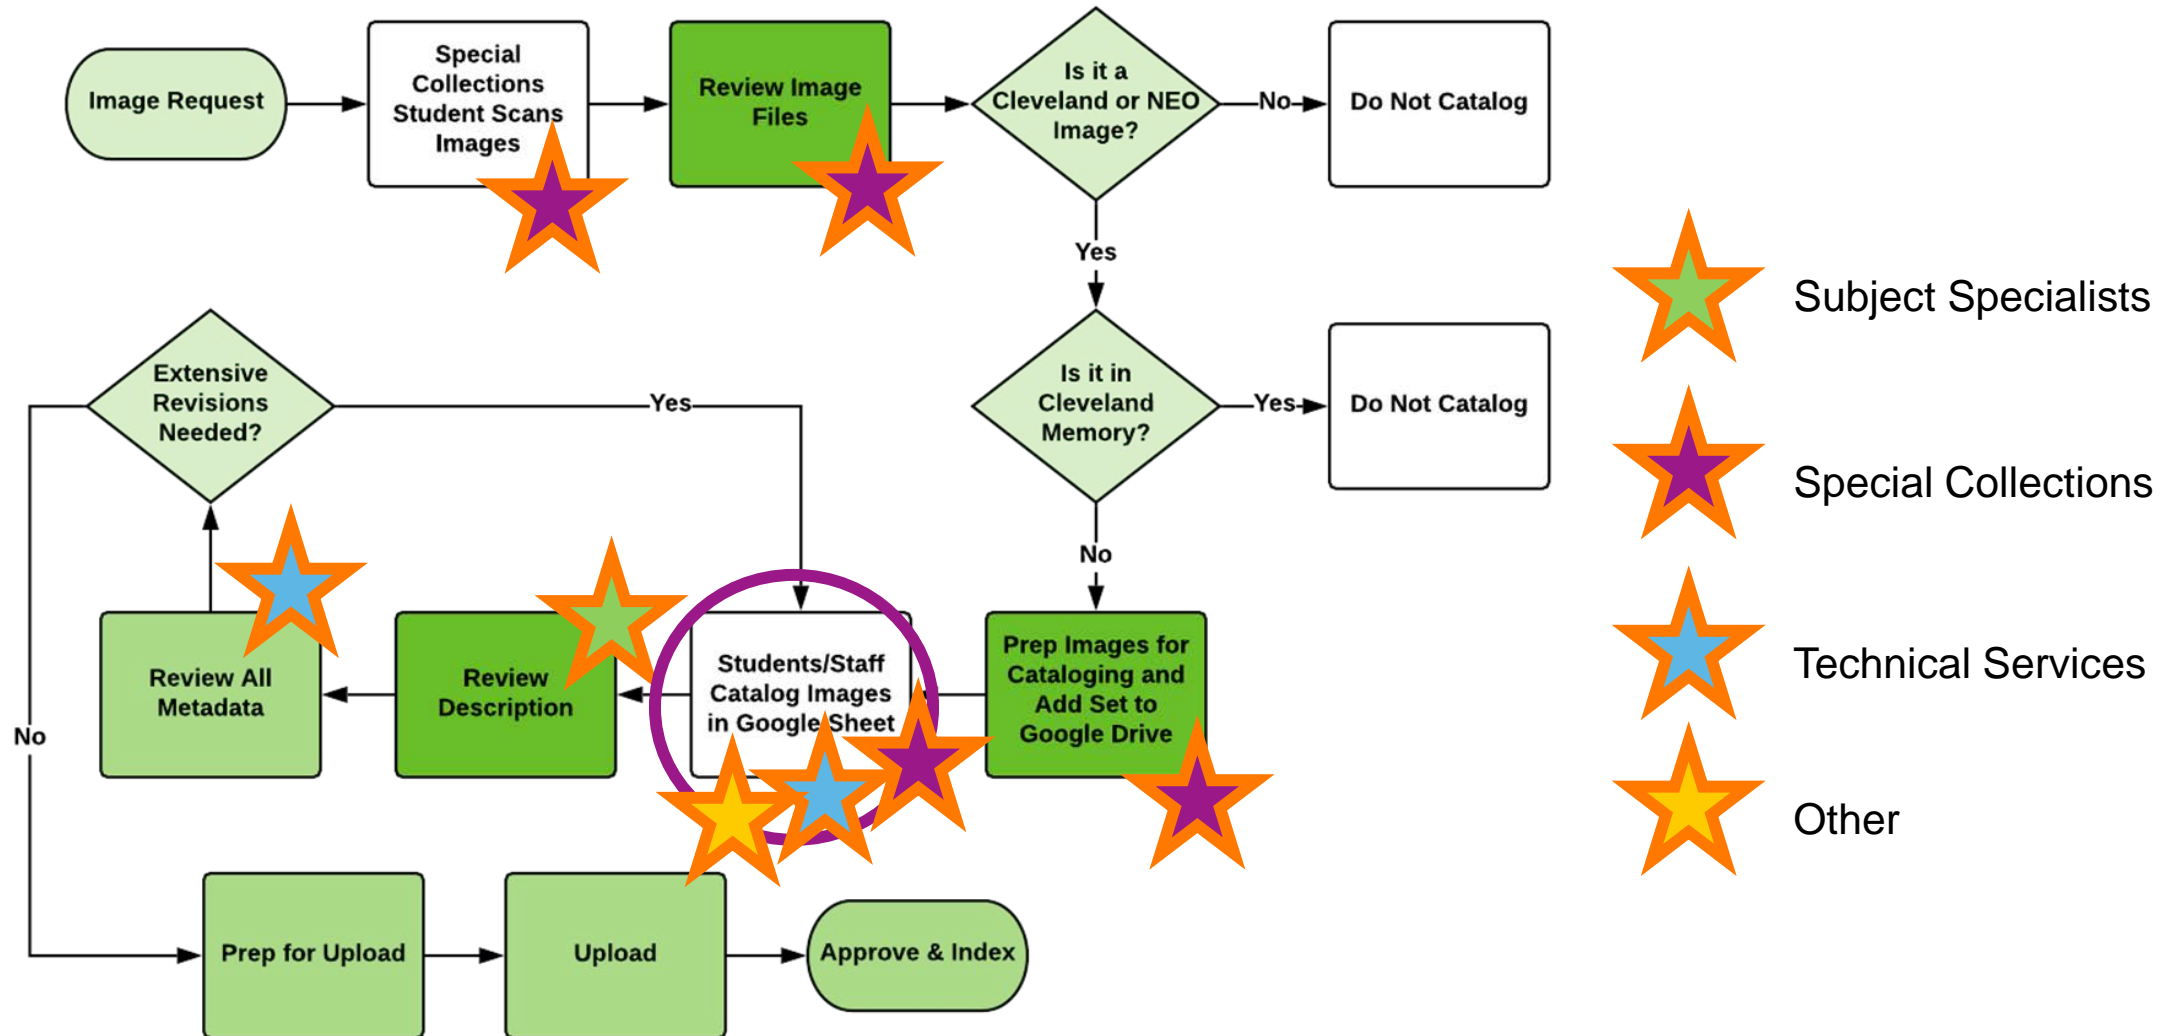 Image Request
Special
Collections
Student Scans
Images
Review Image
Files
Is it a
Cleveland or NEO
Image?
No
Do Not Catalog
Yes
Is it in
Cleveland
Memory?
Yes
Do Not Catalog
No
Prep Images for
Cataloging and
Add Set to
Google Drive
Students/Staff
Catalog Images
in Google Sheet
Review
Description
Review All
Metadata
Extensive
Revisions
Needed?
Yes
No
Prep for Upload
Upload
Approve & Index
Subject Specialists
Special Collections
Technical Services
Other